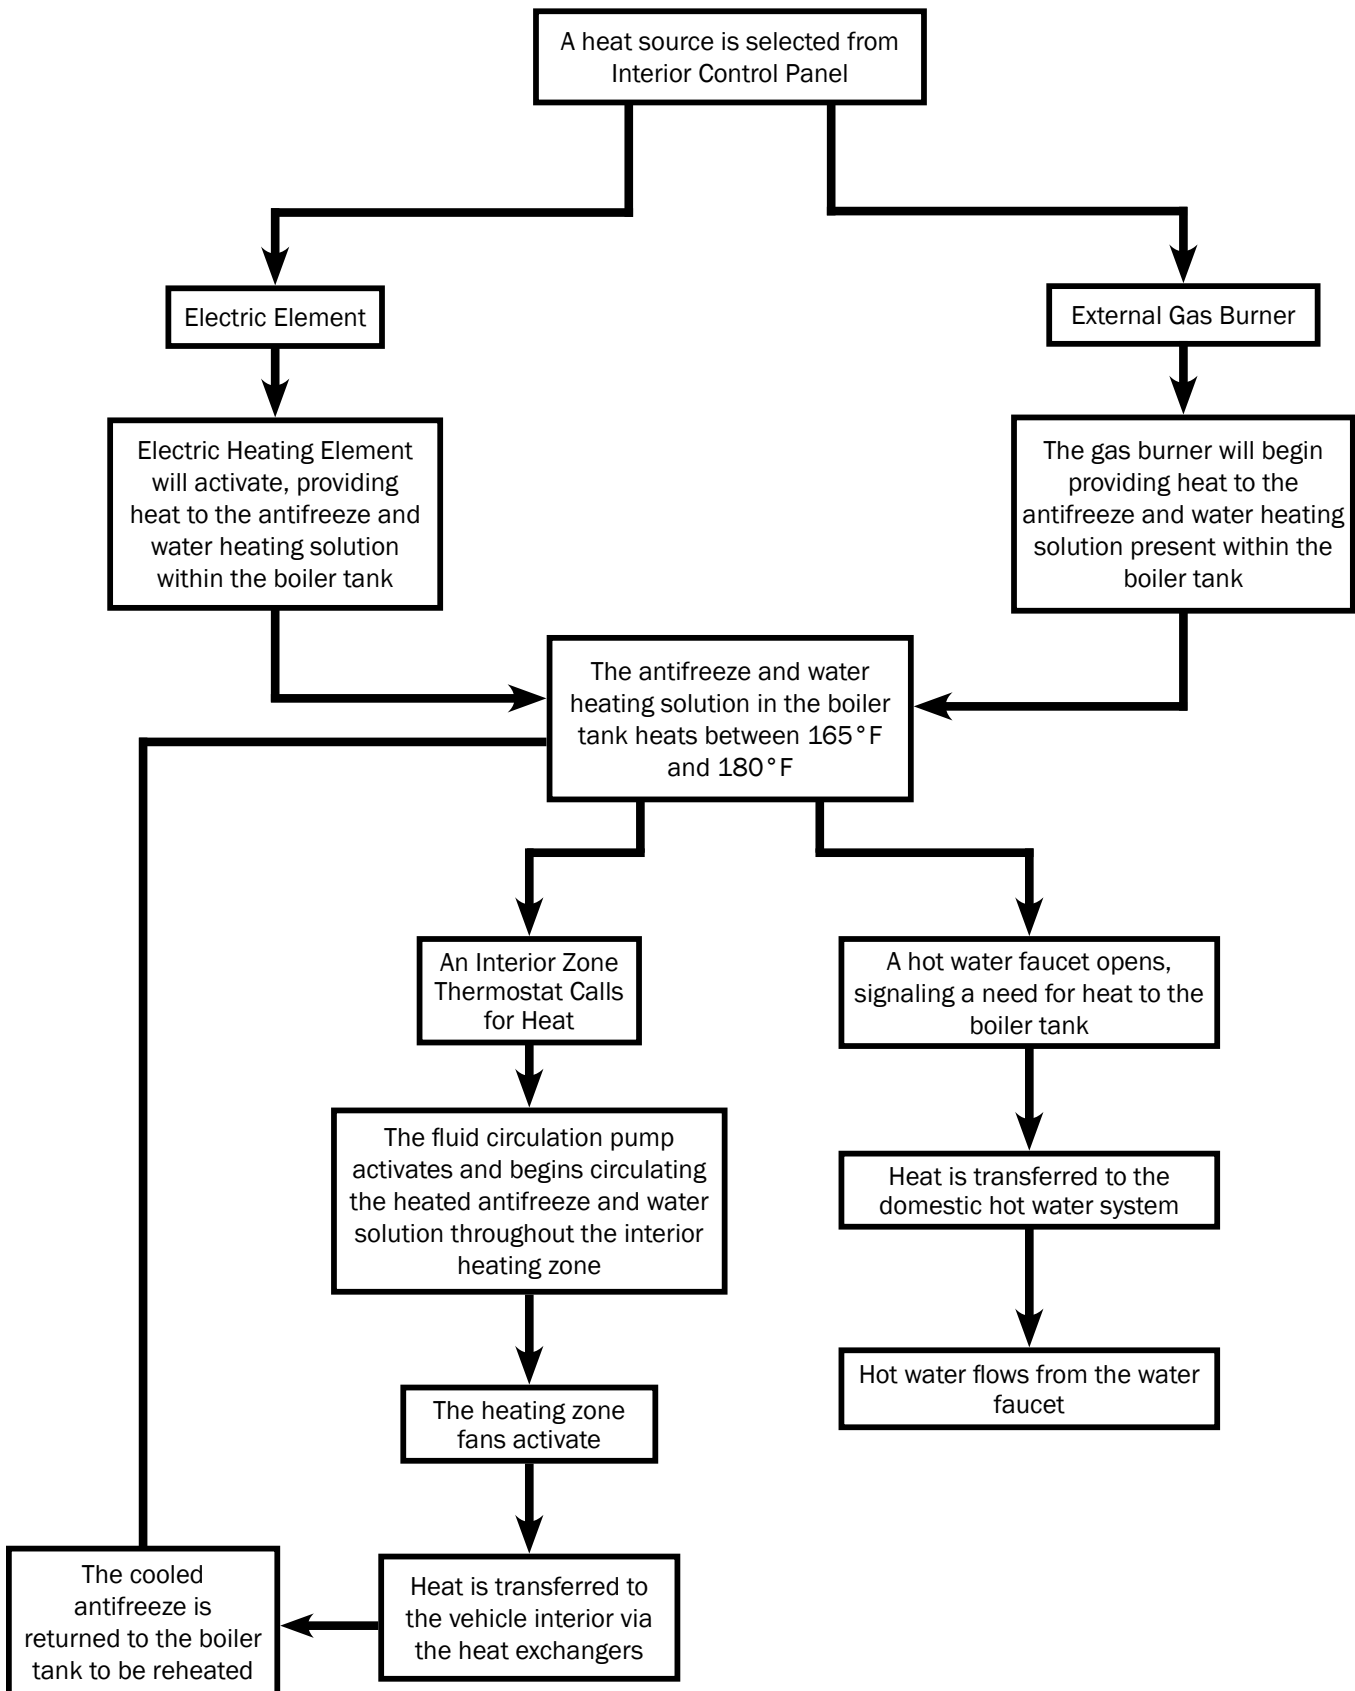 A heat source is selected from
Interior Control Panel
Electric Element
External Gas Burner
Electric Heating Element
will activate, providing
heat to the antifreeze and
water heating solution
within the boiler tank
The gas burner will begin
providing heat to the
antifreeze and water heating
solution present within the
boiler tank
The antifreeze and water
heating solution in the boiler
tank heats between 165°F
and 180°F
An Interior Zone
Thermostat Calls
for Heat
A hot water faucet opens,
signaling a need for heat to the
boiler tank
The fluid circulation pump
activates and begins circulating
the heated antifreeze and water
solution throughout the interior
heating zone
Heat is transferred to the
domestic hot water system
The heating zone
fans activate
Hot water flows from the water
faucet
Heat is transferred to
the vehicle interior via
the heat exchangers
The cooled
antifreeze is
returned to the boiler
tank to be reheated